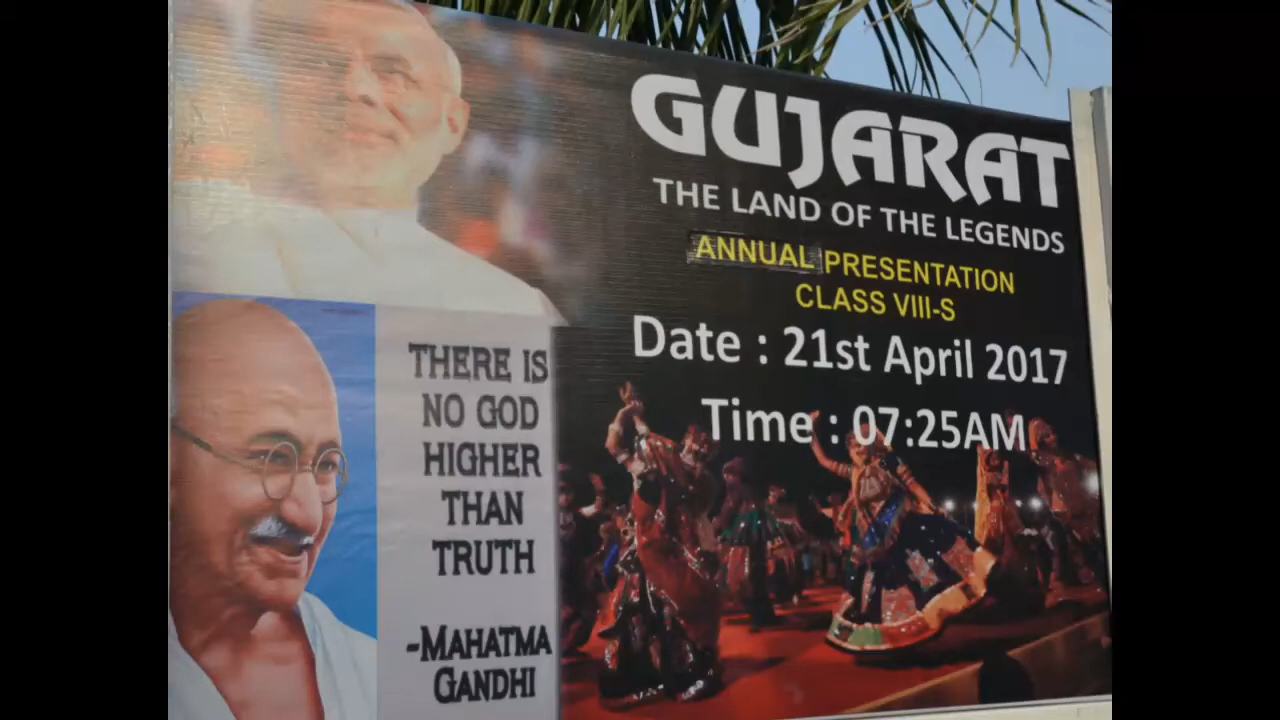 GUJARAT
THE LAND OF THE LEGENDS
ANNUAL PRESENTATION
CLASS VIII-S
Date : 21st April 2017
Time : 07:25AM
THERE IS
NO GOD
HIGHER
THAN
TRUTH
-MAHATMA
GANDHI